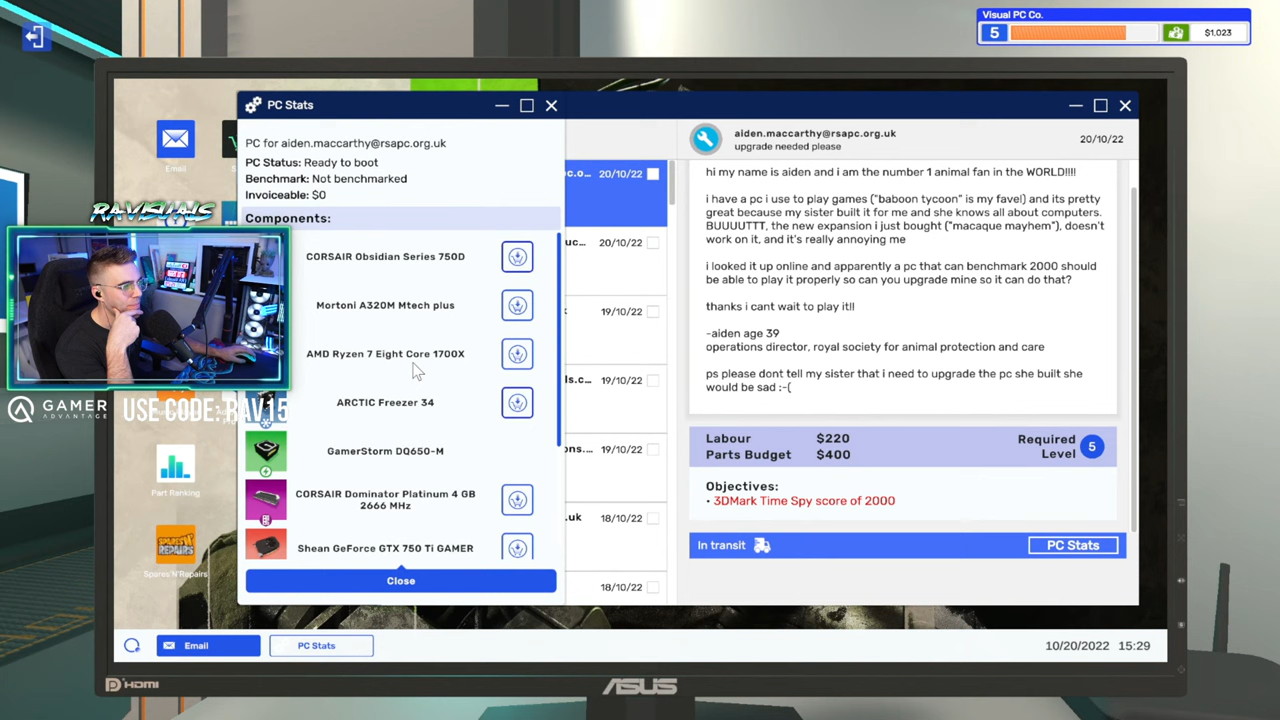 Visual PC Co.
5
$1,023
PC Stats
PC for aiden.maccarthy@rsapc.org.uk
PC Status: Ready to boot
Benchmark: Not benchmarked
Invoiceable: $0
Components:
CORSAIR Obsidian Series 750D
Mortoni A320M Mtech plus
AMD Ryzen 7 Eight Core 1700X
ARCTIC Freezer 34
GamerStorm DQ650-M
CORSAIR Dominator Platinum 4 GB
2666 MHz
Shean GeForce GTX 750 Ti GAMER
Close
Email
Part Ranking
Spares'N'Repairs
RAVISUALS
GAMER
ADVANTAGE
USE CODE: RAV15
oc.o... 20/10/22
uc... 20/10/22
19/10/22
ds.c... 19/10/22
ons.... 19/10/22
.uk 18/10/22
18/10/22
aiden.maccarthy@rsapc.org.uk
upgrade needed please
20/10/22
hi my name is aiden and i am the number 1 animal fan in the WORLD!!!!
i have a pc i use to play games ("baboon tycoon" is my fave!) and its pretty
great because my sister built it for me and she knows all about computers.
BUUUUTTT, the new expansion i just bought ("macaque mayhem"), doesn't
work on it, and it's really annoying me
i looked it up online and apparently a pc that can benchmark 2000 should
be able to play it properly so can you upgrade mine so it can do that?
thanks i cant wait to play it!!
-aiden age 39
operations director, royal society for animal protection and care
ps please dont tell my sister that i need to upgrade the pc she built she
would be sad :-(
Labour $220
Parts Budget $400
Required
Level 5
Objectives:
• 3DMark Time Spy score of 2000
In transit
PC Stats
Email
PC Stats
10/20/2022 15:29
HDMI
ASUS